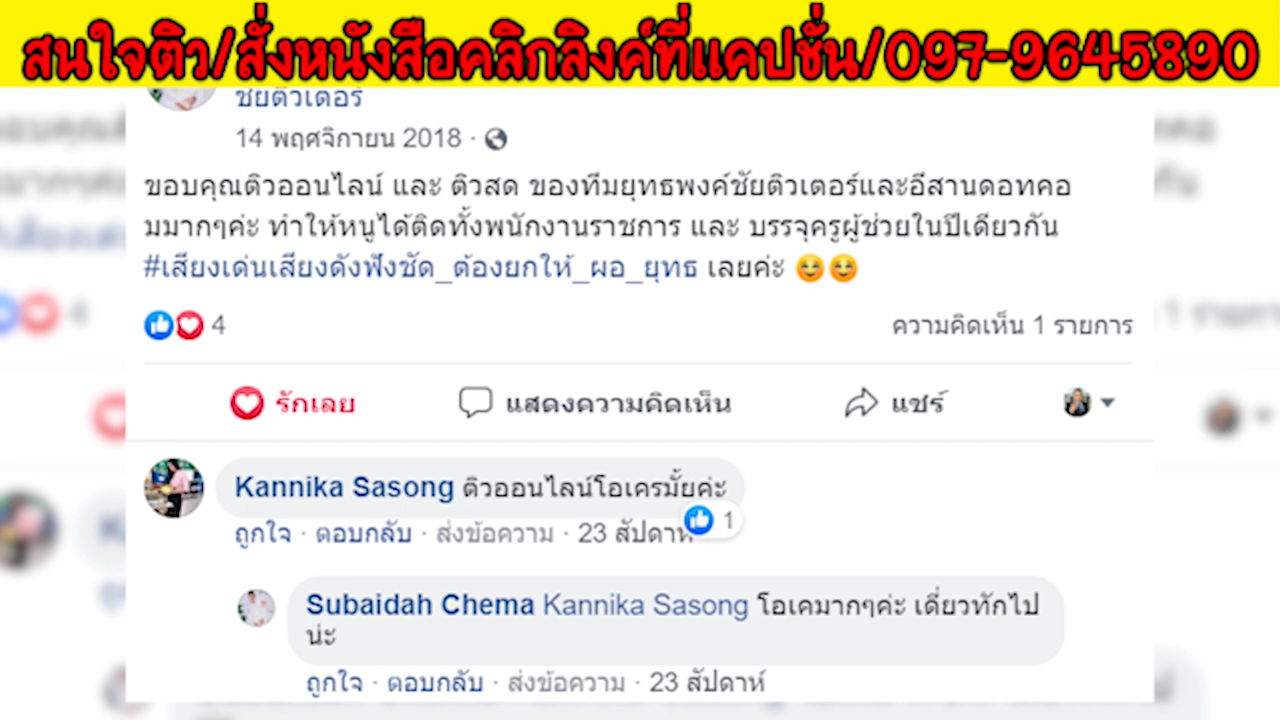 สนใจติว/สั่งหนังสือคลิกลิงค์ที่แคปชั่น/097-9645890
ชัยติวเตอร์
14 พฤศจิกายน 2018 ·
ขอบคุณติวออนไลน์ และ ติวสด ของทีมยุทธพงค์ชัยติวเตอร์และอีสานดอทคอ
มมากๆค่ะ ทำให้หนูได้ติดทั้งพนักงานราชการ และ บรรจุครูผู้ช่วยในปีเดียวกัน
#เสียงเด่นเสียงดังฟังชัด_ต้องยกให้_ผอ_ยุทธ เลยค่ะ 😊😊
4 ความคิดเห็น 1 รายการ
รักเลย แสดงความคิดเห็น แชร์
Kannika Sasong ติวออนไลน์โอเครมั้ยค่ะ
ถูกใจ · ตอบกลับ · ส่งข้อความ · 23 สัปดาห์ 1
Subaidah Chema Kannika Sasong โอเคมากๆค่ะ เดี่ยวทักไป
น่ะ
ถูกใจ · ตอบกลับ · ส่งข้อความ · 23 สัปดาห์